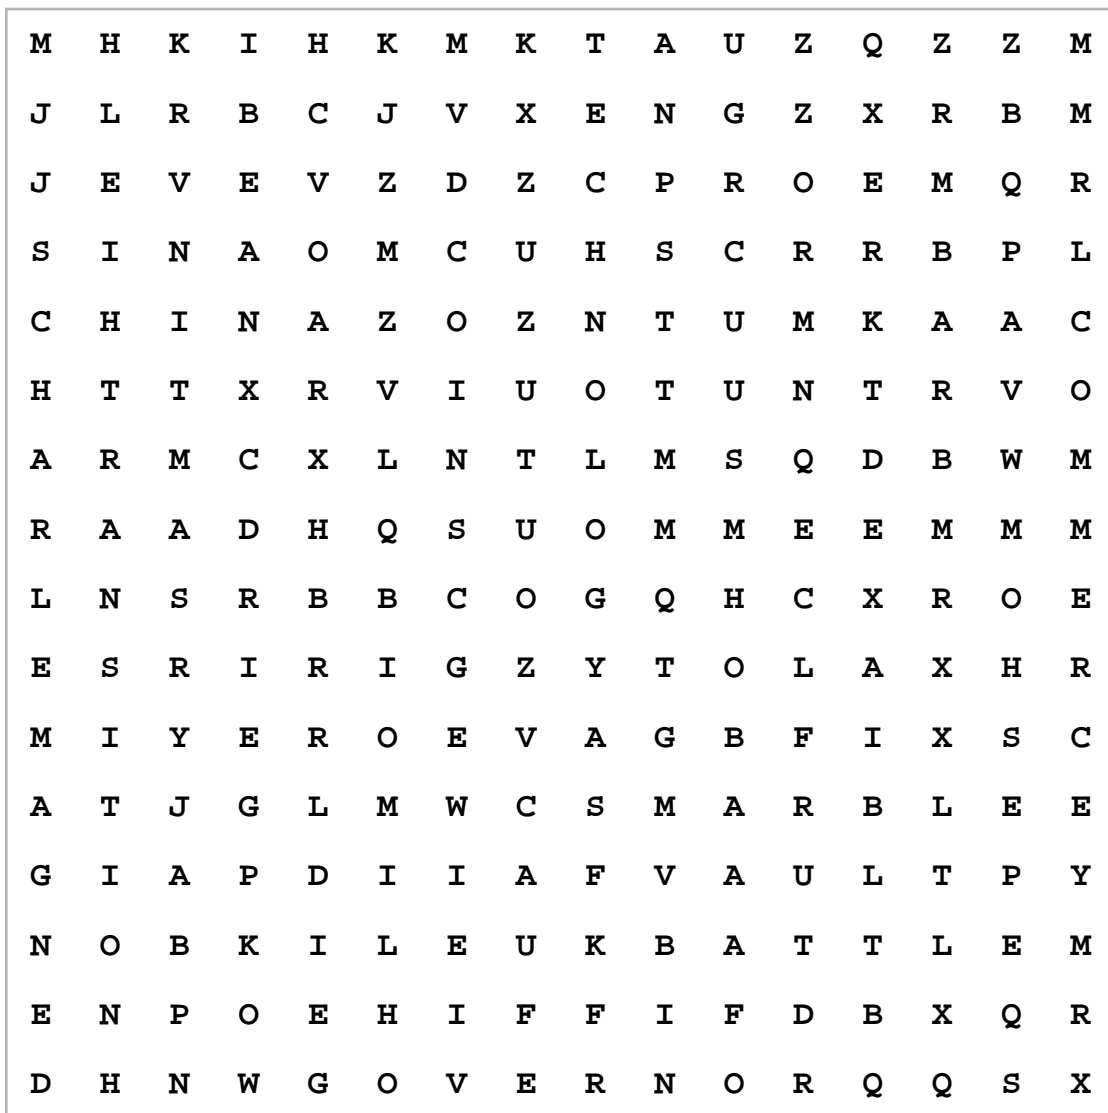 M H K I H K M K T A U Z Q Z Z M
J L R B C J V X E N G Z X R B M
J E V E V Z D Z C P R O E M Q R
S I N A O M C U H S C R R B P L
C H I N A Z O Z N T U M K A A C
H T T X R V I U O T U N T R V O
A R M C X L N T L M S Q D B W M
R A A D H Q S U O M M E E M M M
L N S R B B C O G Q H C X R O E
E S R I R I G Z Y T O L A X H R
M I Y E R O E V A G B F I X S C
A T J G L M W C S M A R B L E E
G I A P D I I A F V A U L T P Y
N O B K I L E U K B A T T L E M
E N P O E H I F F I F D B X Q R
D H N W G O V E R N O R Q Q S X